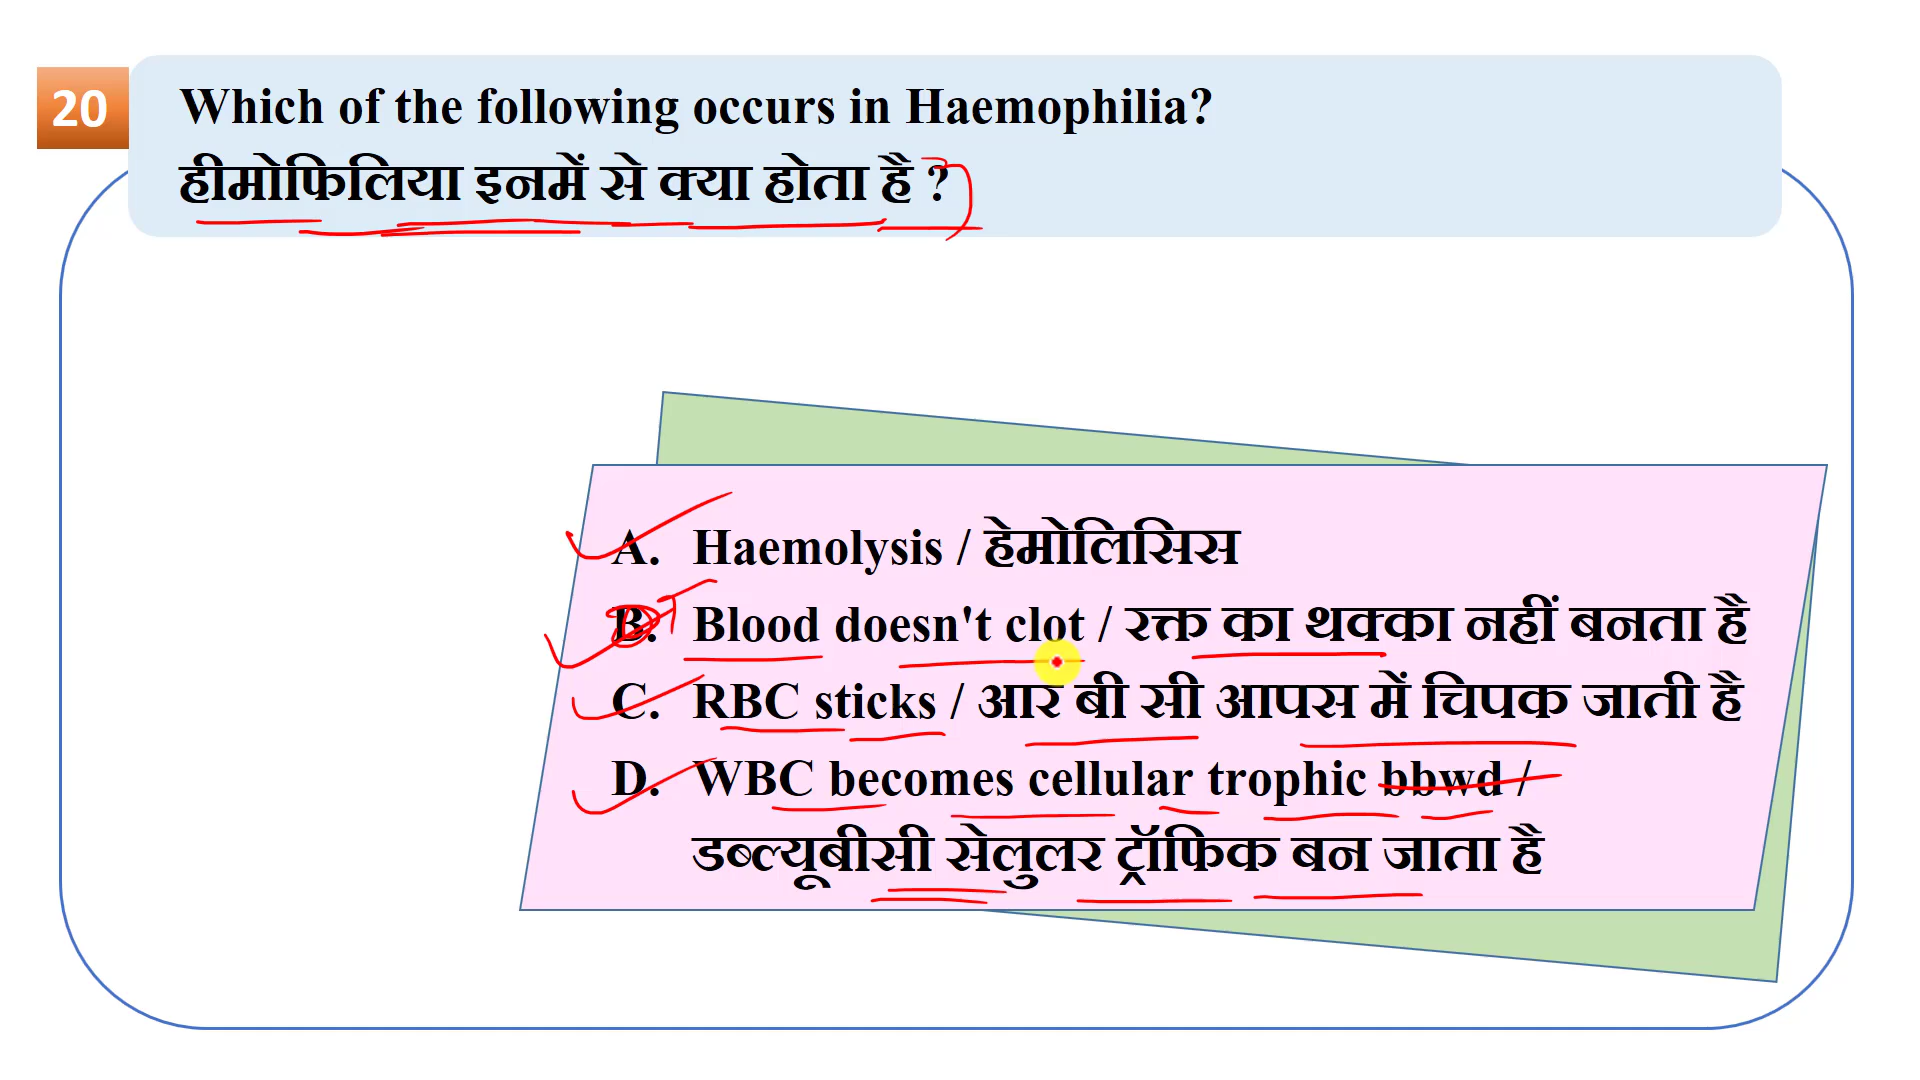 20
Which of the following occurs in Haemophilia?
हीमोफिलिया इनमें से क्या होता है ?
A. Haemolysis / हेमोलिसिस
B. Blood doesn't clot / रक्त का थक्का नहीं बनता है
C. RBC sticks / आर बी सी आपस में चिपक जाती है
D. WBC becomes cellular trophic bbwd /
डब्ल्यूबीसी सेलुलर ट्रॉफिक बन जाता है